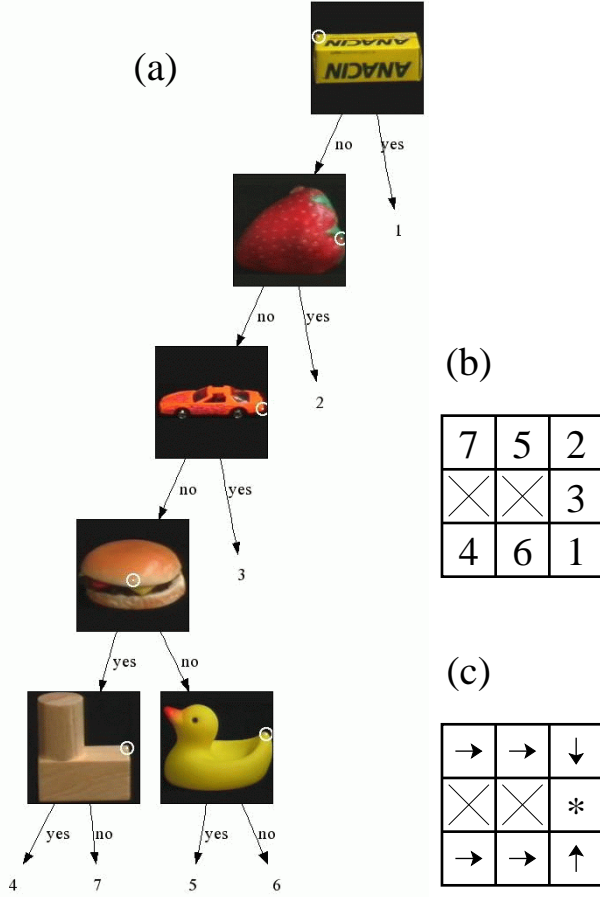 (a)
ANACIN
ANACIN
no
yes
1
no
yes
2
(b)
no
yes
3
7 5 2
3
4 6 1
yes
no
(c)
yes
no
yes
no
4
7
5
6
→ → ↓
*
→ → ↑